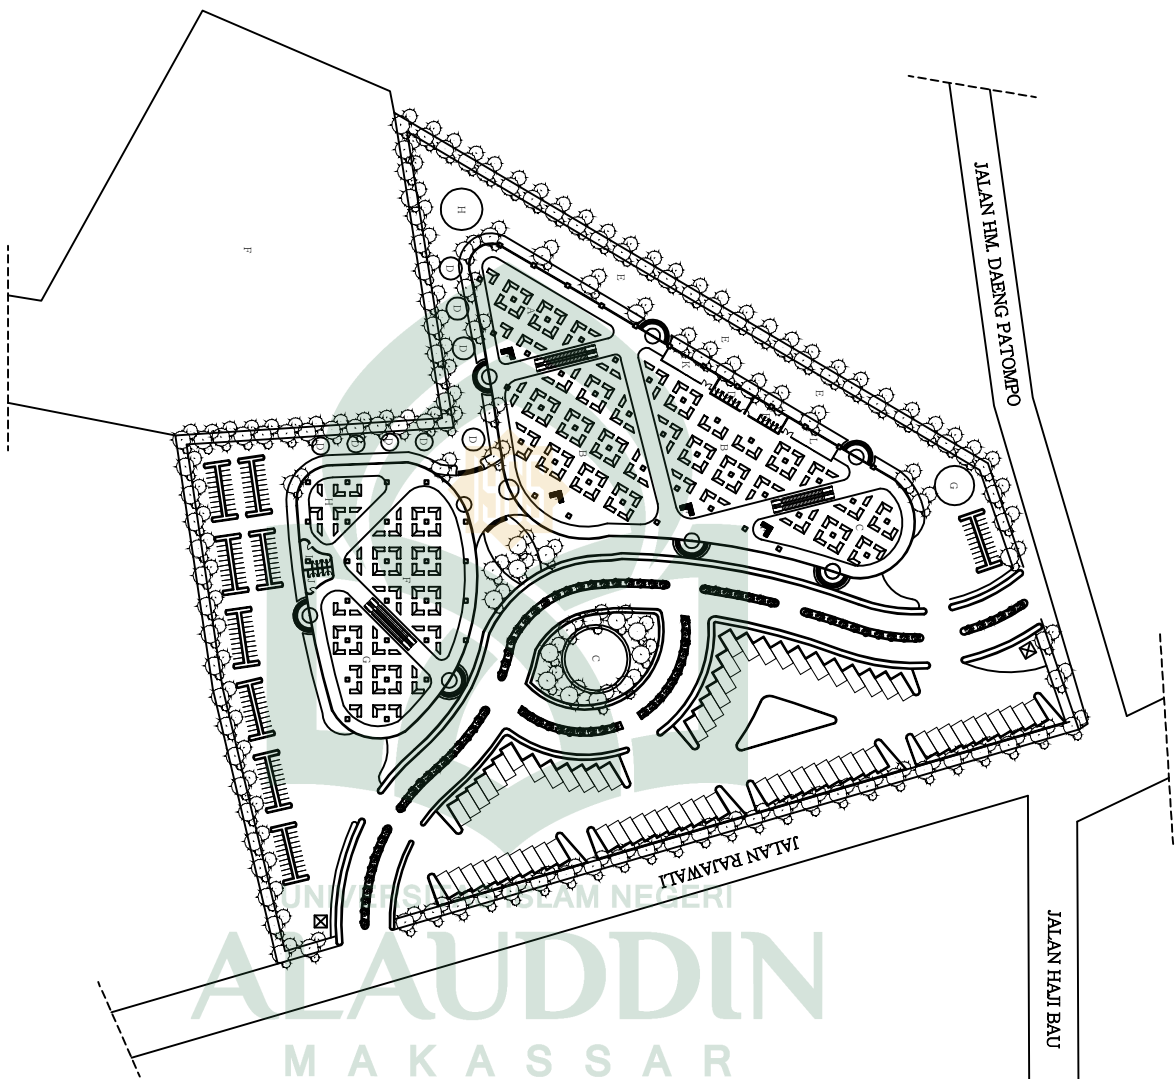 JALAN HM. DAENG PATOMPO
H
F
E
D
D
E
D
E
A
K
D
D
B
B
G
H
C
F
C
G
JALAN RAJAWALI
UNIVERSITAS ISLAM NEGERI
ALAUDDIN
MAKASSAR
JALAN HAJI BAU